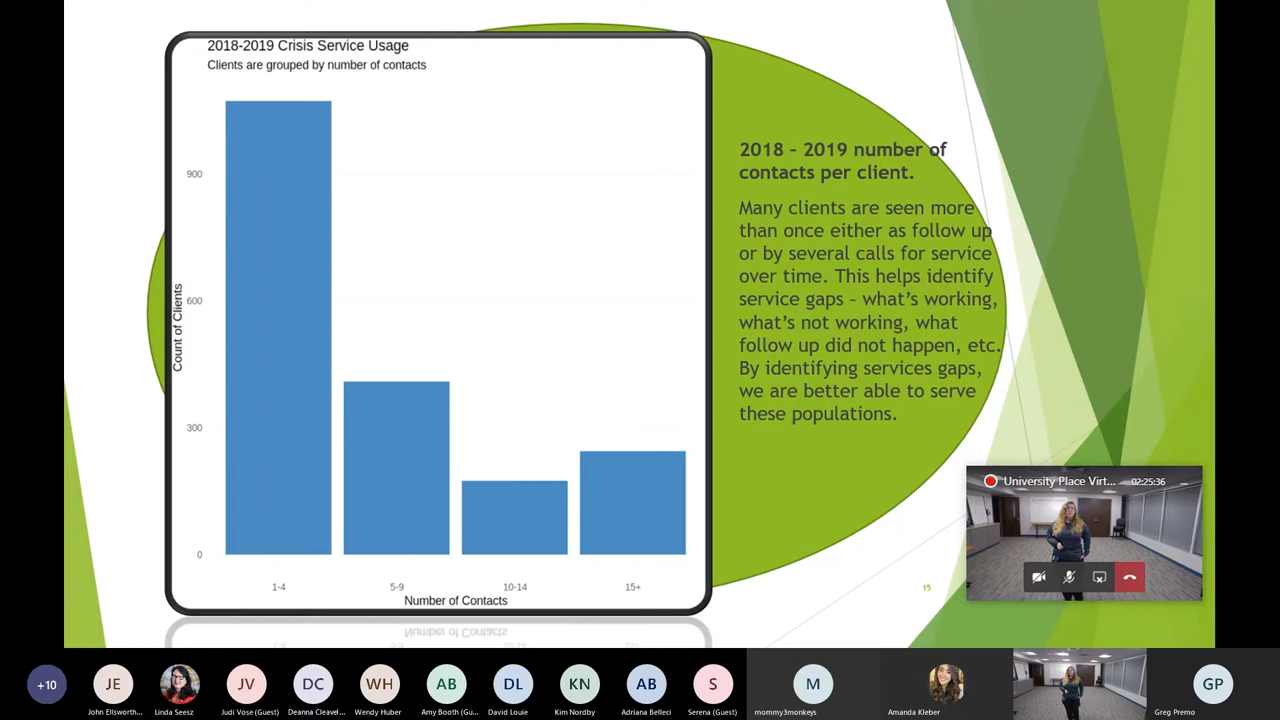 2018-2019 Crisis Service Usage
Clients are grouped by number of contacts
Count of Clients
900
600
300
0
1-4
5-9
10-14
15+
Number of Contacts
2018 – 2019 number of
contacts per client.
Many clients are seen more
than once either as follow up
or by several calls for service
over time. This helps identify
service gaps – what's working,
what's not working, what
follow up did not happen, etc.
By identifying services gaps,
we are better able to serve
these populations.
15
University Place Virt...
02:25:36
+10
JE
JV
DC
WH
AB
DL
KN
AB
S
M
GP
John Ellsworth...
Linda Seesz
Judi Vose (Guest)
Deanna Cleavel...
Wendy Huber
Amy Booth (Gu...
David Louie
Kim Nordby
Adriana Belleci
Serena (Guest)
mommy3monkeys
Amanda Kleber
Greg Premo